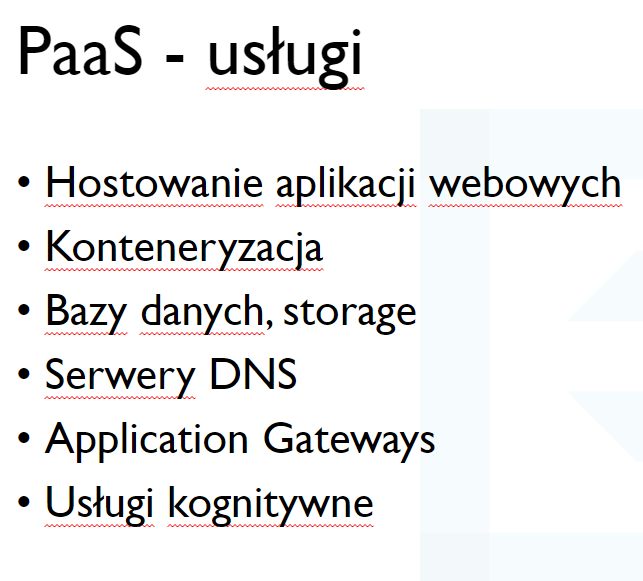 PaaS - usługi
• Hostowanie aplikacji webowych
• Konteneryzacja
• Bazy danych, storage
• Serwery DNS
• Application Gateways
• Usługi kognitywne